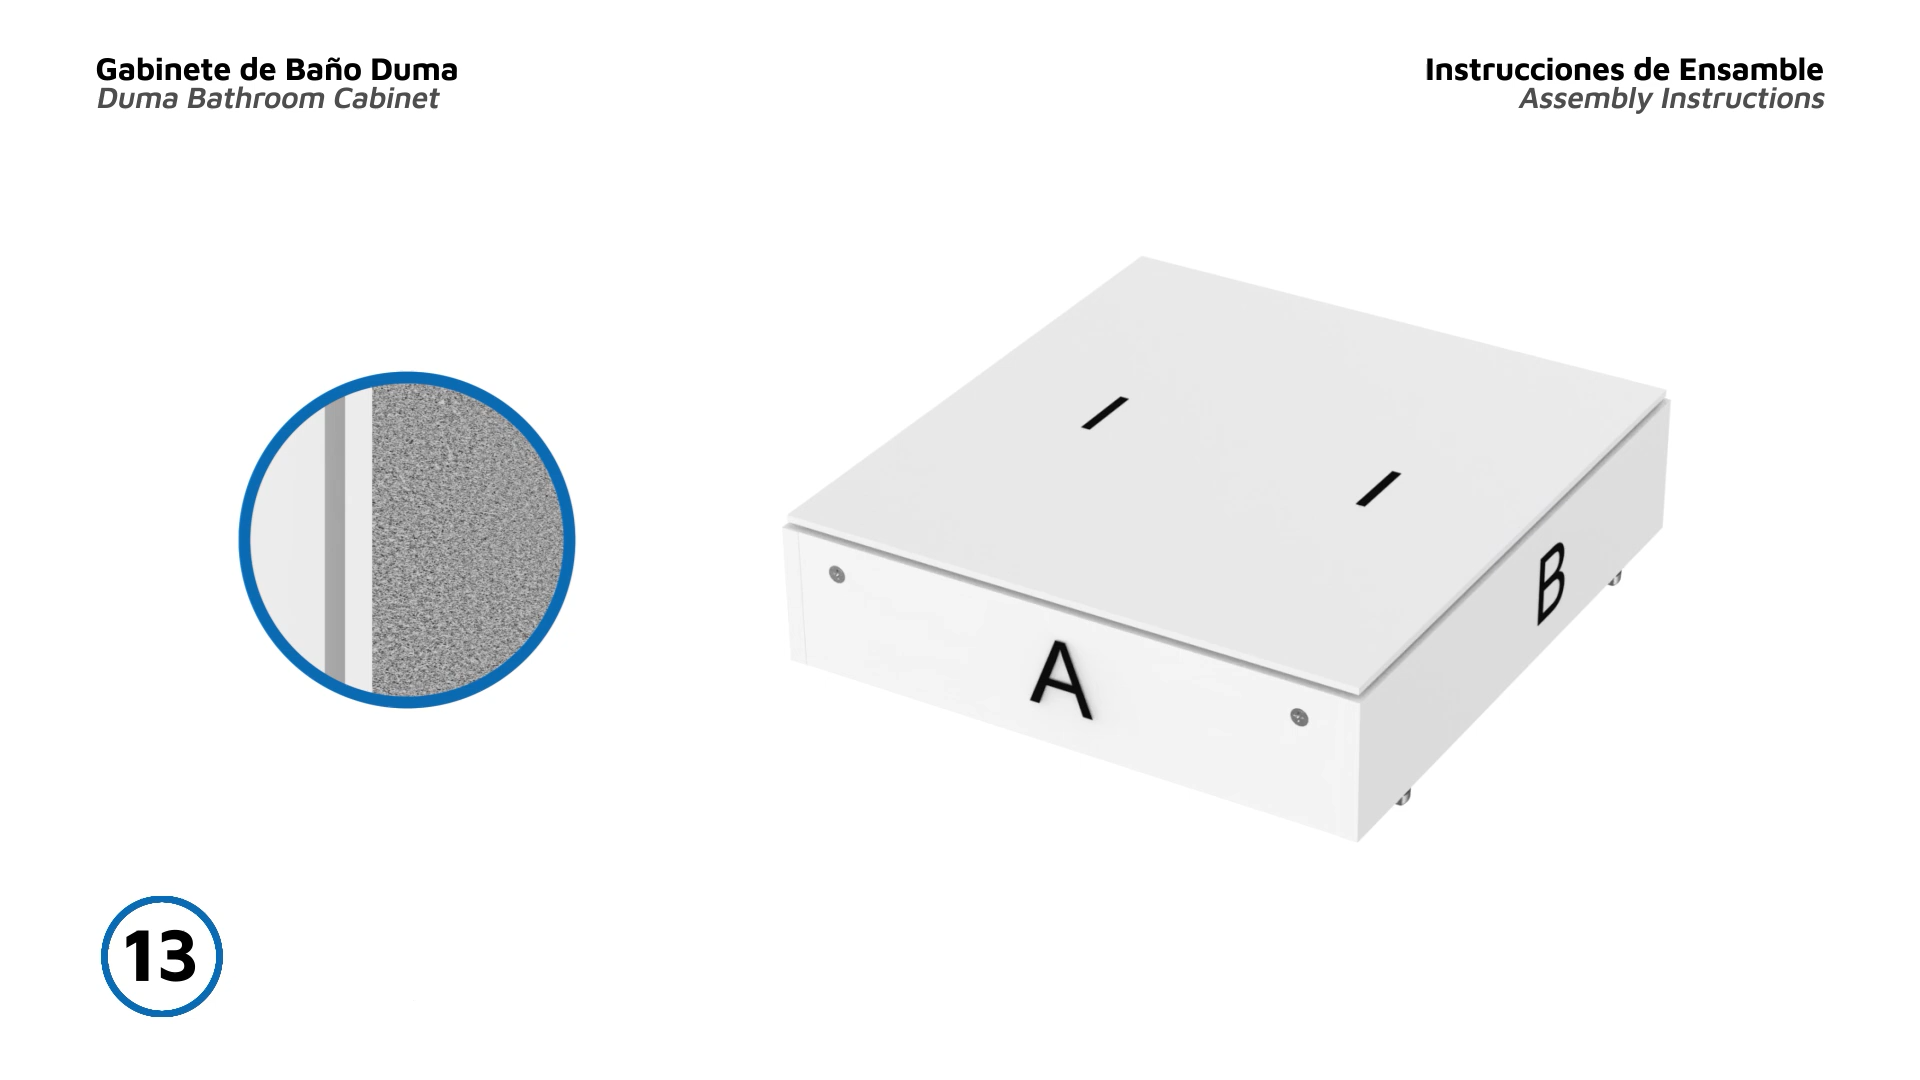 Gabinete de Baño Duma
Duma Bathroom Cabinet
Instrucciones de Ensamble
Assembly Instructions
I
I
A
B
13